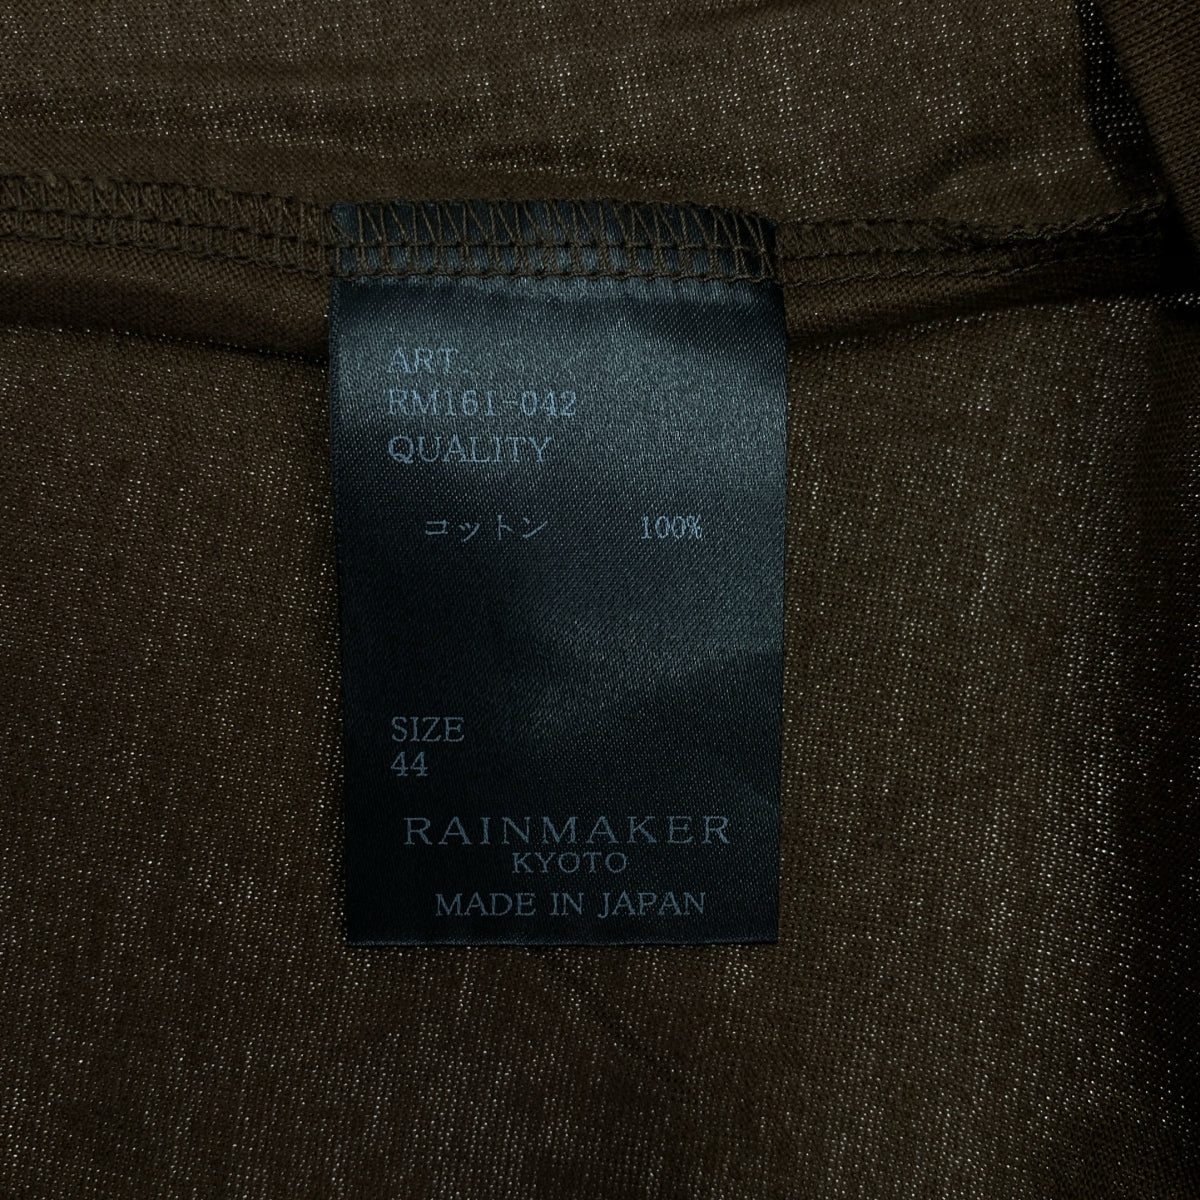 ART.
RM161-042
QUALITY
コットン 100%
SIZE
44
RAINMAKER
KYOTO
MADE IN JAPAN